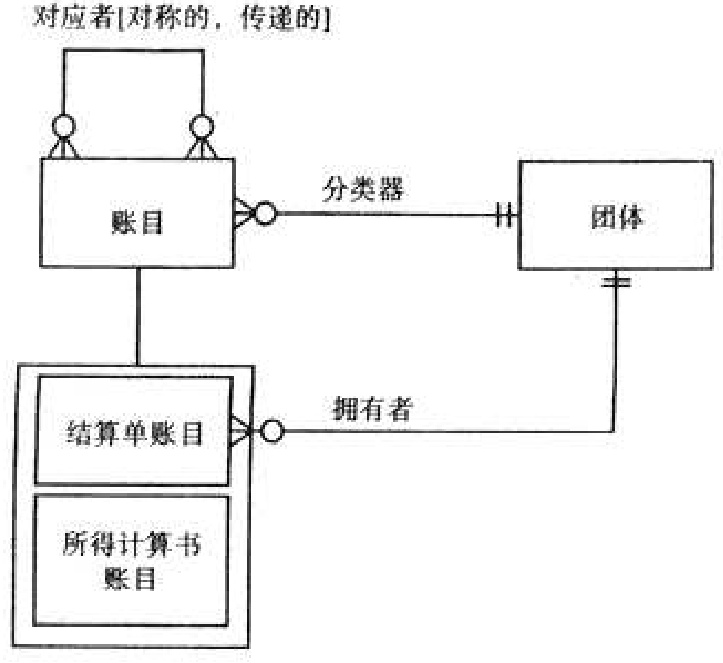 对应者[对称的，传递的]
分类器
账目
团体
拥有者
结算单账目
所得计算书
账目